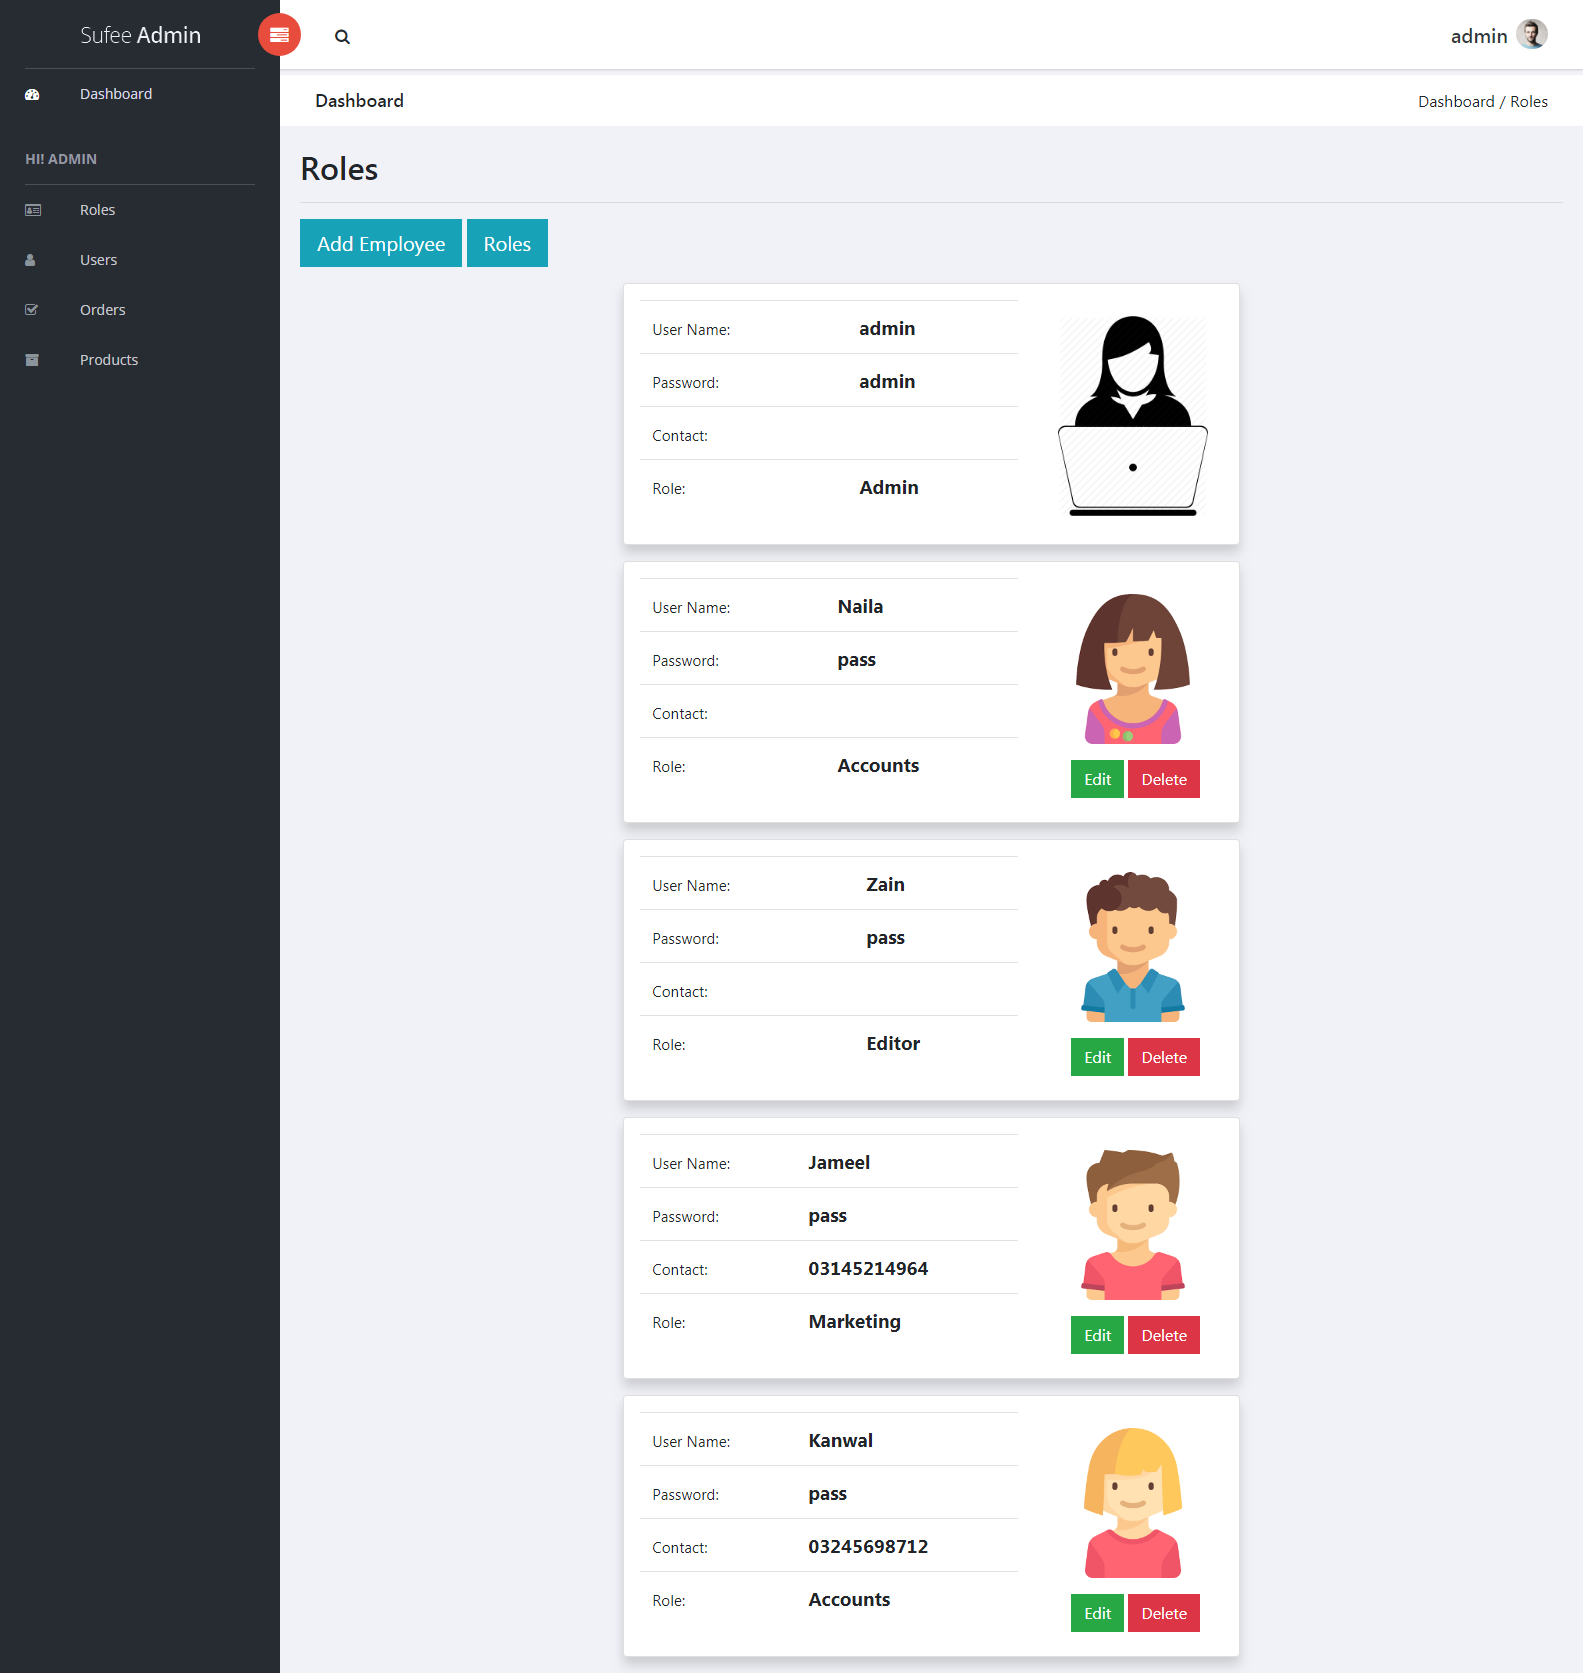 Sufee Admin
admin
Dashboard
Dashboard
Dashboard / Roles
HI! ADMIN
Roles
Users
Orders
Products
Roles
Add Employee
Roles
User Name: admin
Password: admin
Contact:
Role: Admin
User Name: Naila
Password: pass
Contact:
Role: Accounts
Edit Delete
User Name: Zain
Password: pass
Contact:
Role: Editor
Edit Delete
User Name: Jameel
Password: pass
Contact: 03145214964
Role: Marketing
Edit Delete
User Name: Kanwal
Password: pass
Contact: 03245698712
Role: Accounts
Edit Delete